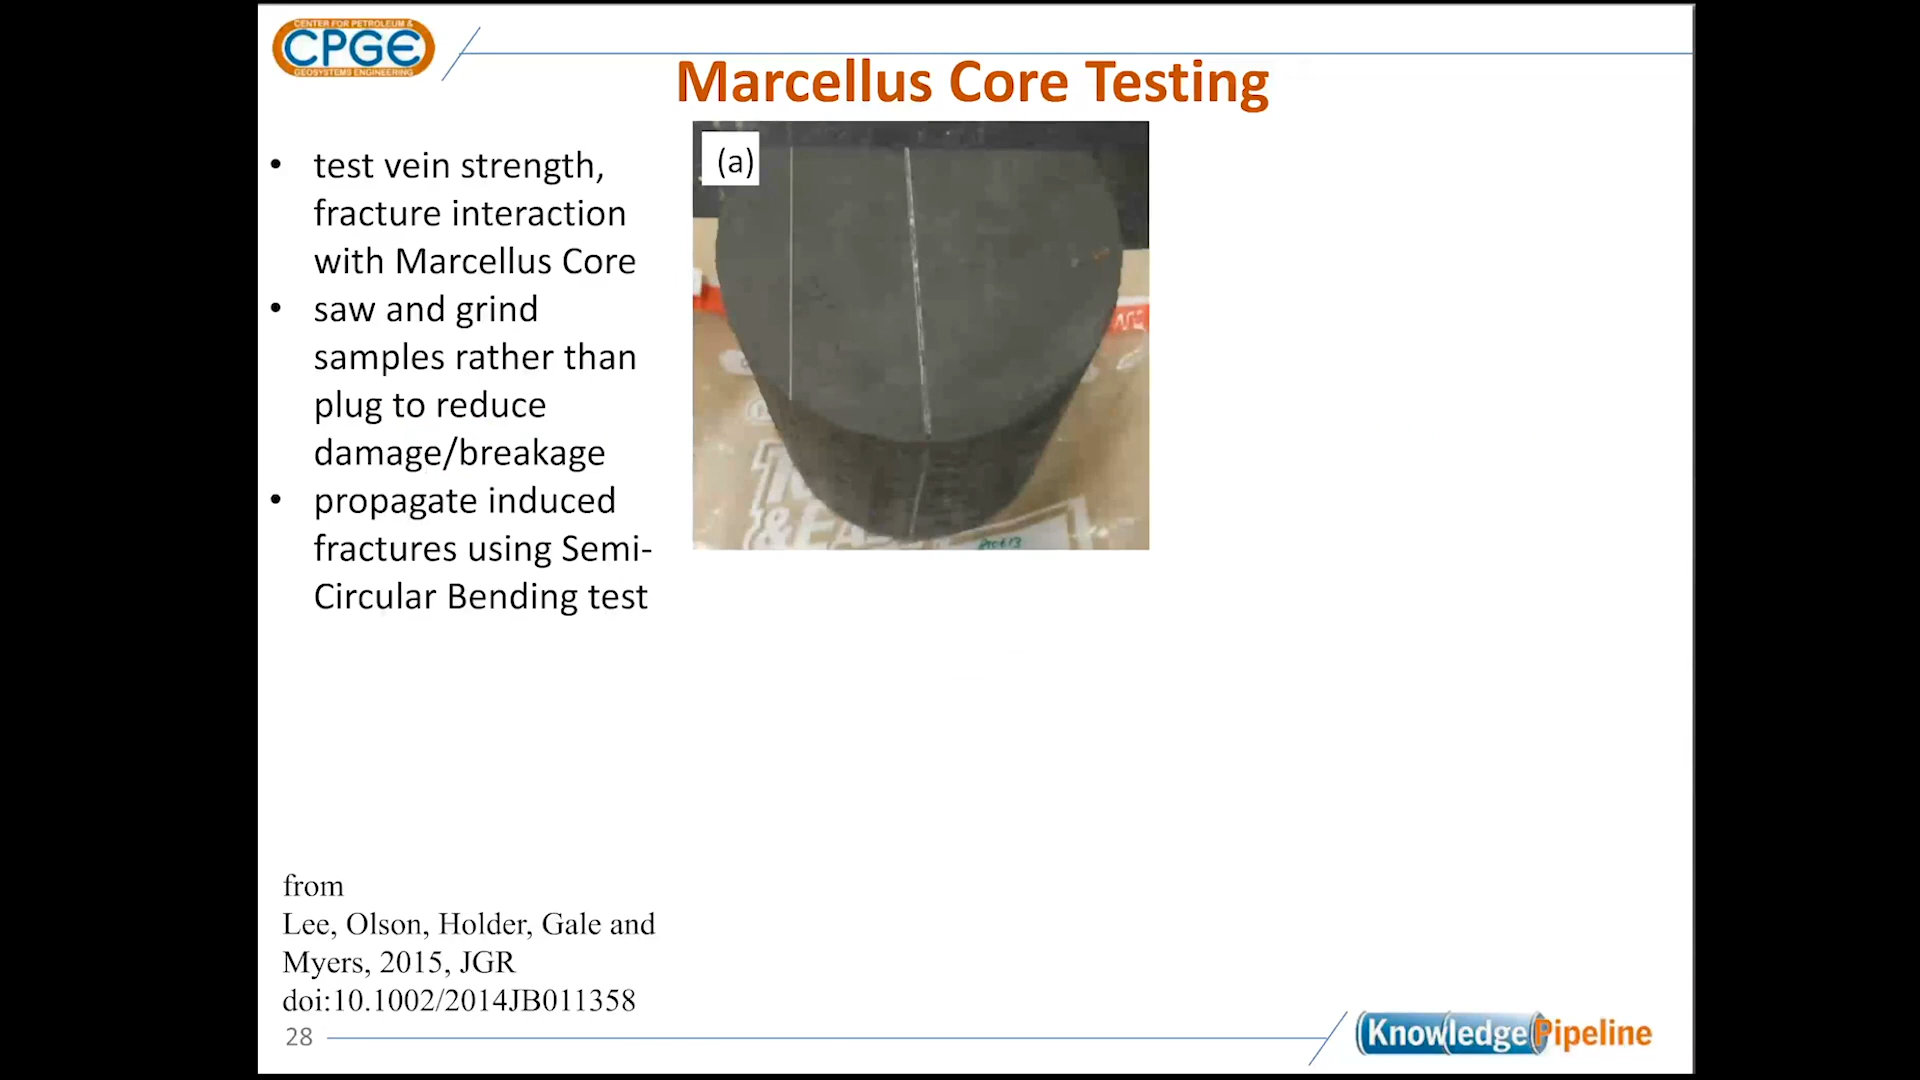 CENTER FOR PETROLEUM &
CPGE
GEOSYSTEMS ENGINEERING
Marcellus Core Testing
• test vein strength,
fracture interaction
with Marcellus Core
• saw and grind
samples rather than
plug to reduce
damage/breakage
• propagate induced
fractures using Semi-
Circular Bending test
(a)
from
Lee, Olson, Holder, Gale and
Myers, 2015, JGR
doi:10.1002/2014JB011358
28
Knowledge Pipeline